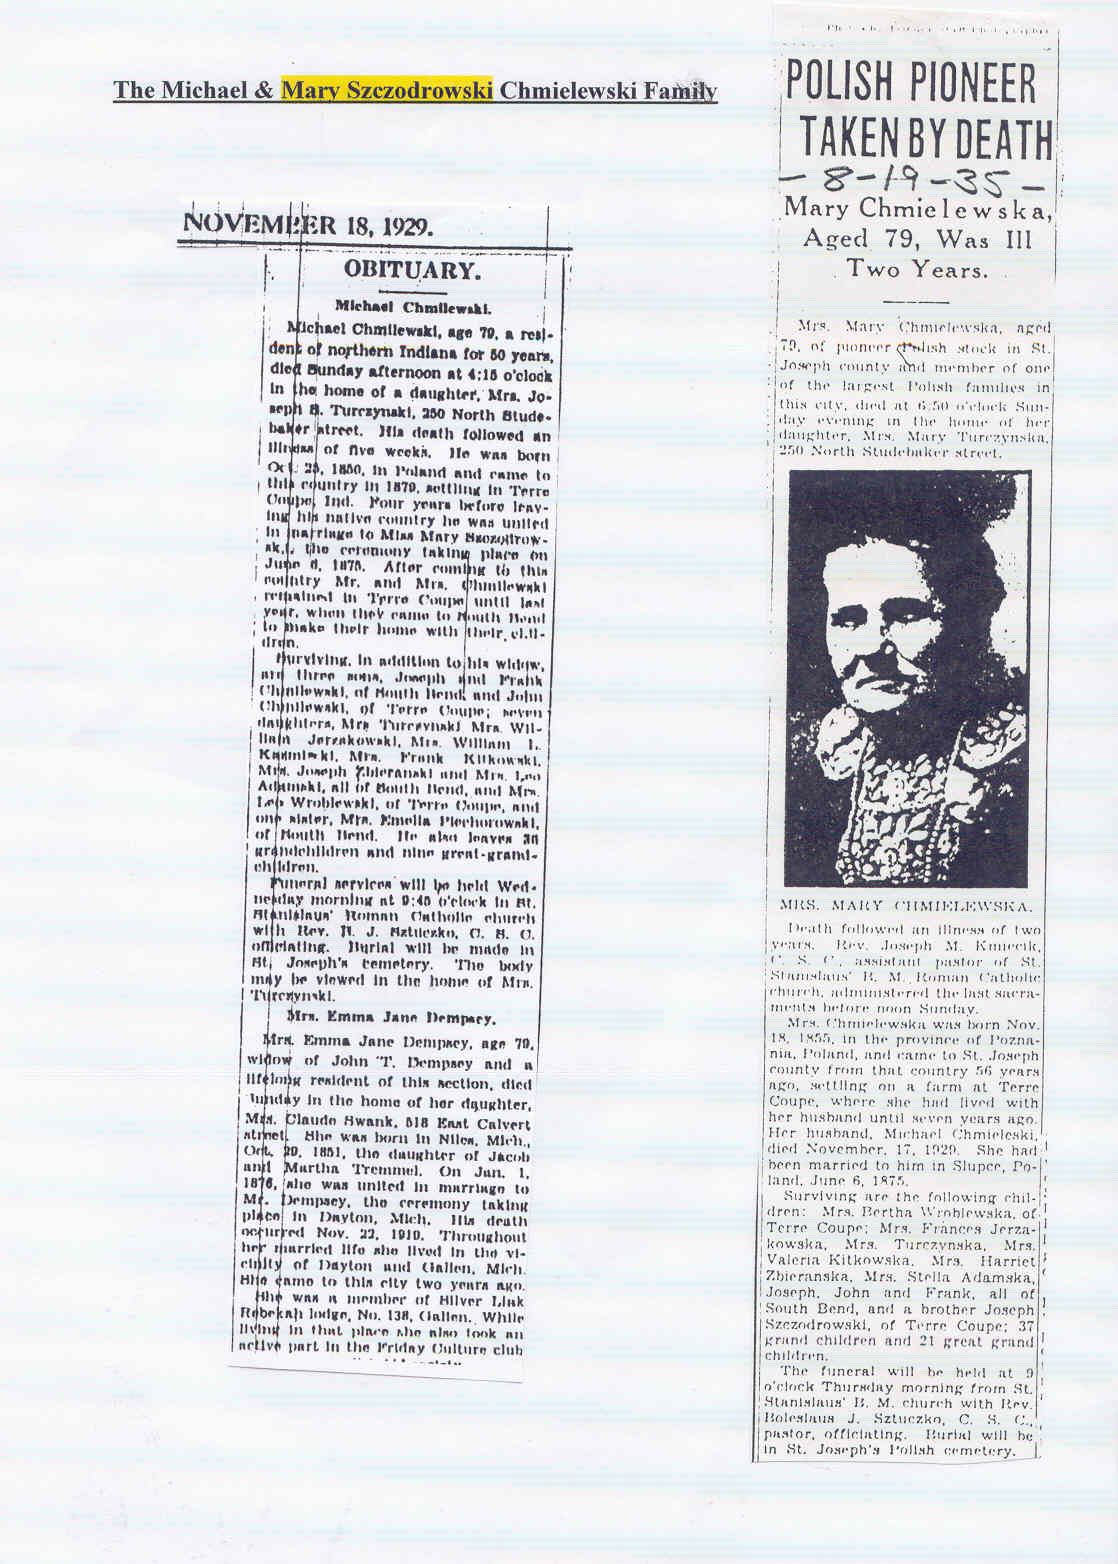 The Michael & Mary Szczodrowski Chmielewski Family
NOVEMBER 18, 1929.
OBITUARY.
Michael Chmilewski.
Michael Chmilewski, age 79, a resi-
dent of northern Indiana for 50 years,
died Sunday afternoon at 4:15 o'clock
in the home of a daughter, Mrs. Jo-
seph S. Turczynski, 250 North Stude-
baker street. His death followed an
illness of five weeks. He was born
Oct. 25, 1850, in Poland and came to
this country in 1879, settling in Terre
Coupe, Ind. Four years before leav-
ing his native country he was united
in marriage to Miss Mary Szczodrow-
ski, the ceremony taking place on
June 6, 1875. After coming to this
country Mr. and Mrs. Chmilewski
remained in Terre Coupe until last
year, when they came to South Bend
to make their home with their chil-
dren.
Surviving, in addition to his widow,
are three sons, Joseph and Frank
Chmilewski, of South Bend and John
Chmilewski, of Terre Coupe; seven
daughters, Mrs Turczynski Mrs. Wil-
liam Jerzakowski, Mrs. William L.
Mrs. Frank Kitkowski,
Mrs. Joseph Zbieranski and Mrs. Leo
Adamski, all of South Bend, and Mrs.
Leo Wroblewski, of Terre Coupe, and
one sister, Mrs. Emelia Piechorowski,
of South Bend. He also leaves 36
grandchildren and nine great-grand-
children.
Funeral services will be held Wed-
nesday morning at 9:45 o'clock in St.
Stanislaus' Roman Catholic church
with Rev. B. J. Sztuczko, C. S. C.
officiating. Burial will be made in
St. Joseph's cemetery. The body
may be viewed in the home of Mrs.
Turczynski.
Mrs. Emma Jane Dempsey.
Mrs. Emma Jane Dempsey, age 79,
widow of John T. Dempsey and a
lifelong resident of this section, died
Sunday in the home of her daughter,
Mrs. Claude Swank, 518 East Calvert
street. She was born in Niles, Mich.,
Oct. 29, 1851, the daughter of Jacob
and Martha Tremmel. On Jan. 1,
1876, she was united in marriage to
Mr. Dempsey, the ceremony taking
place in Dayton, Mich. His death
occurred Nov. 22, 1919. Throughout
her married life she lived in the vi-
cinity of Dayton and Galien, Mich.
She came to this city two years ago.
She was a member of Silver Link
Rebekah lodge, No. 138, Galien. While
living in that place she also took an
active part in the Friday Culture club
POLISH PIONEER
TAKEN BY DEATH
- 8-19-35 -
Mary Chmielewska,
Aged 79, Was Ill
Two Years.
Mrs. Mary Chmielewska, aged
79, of pioneer Polish stock in St.
Joseph county and member of one
of the largest Polish families in
this city, died at 6:50 o'clock Sun-
day evening in the home of her
daughter, Mrs. Mary Turczynska,
250 North Studebaker street.
MRS. MARY CHMIELEWSKA.
Death followed an illness of two
years. Rev. Joseph M. Kmiecik,
C. S. C., assistant pastor of St.
Stanislaus' B. M. Roman Catholic
church, administered the last sacra-
ments before noon Sunday.
Mrs. Chmielewska was born Nov.
18, 1855, in the province of Pozna-
nia, Poland, and came to St. Joseph
county from that country 56 years
ago, settling on a farm at Terre
Coupe, where she had lived with
her husband until seven years ago.
Her husband, Michael Chmieleski,
died November, 17, 1929. She had
been married to him in Slupce, Po-
land, June 6, 1875.
Surviving are the following chil-
dren: Mrs. Bertha Wroblewska, of
Terre Coupe; Mrs. Frances Jerza-
kowska, Mrs. Turczynska, Mrs.
Valeria Kitkowska, Mrs. Harriet
Zbieranska, Mrs. Stella Adamska,
Joseph, John and Frank, all of
South Bend, and a brother Joseph
Szczodrowski, of Terre Coupe; 37
grand children and 21 great grand
children.
The funeral will be held at 9
o'clock Thursday morning from St.
Stanislaus' B. M. church with Rev.
Boleslaus J. Sztuczko, C. S. C.,
pastor, officiating. Burial will be
in St. Joseph's Polish cemetery.